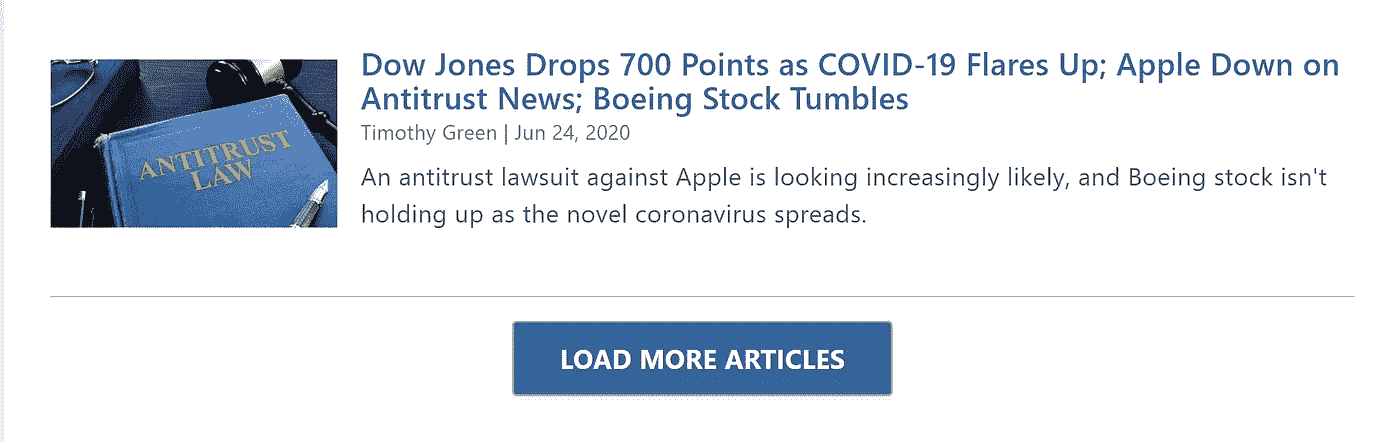 ANTITRUST
LAW
Dow Jones Drops 700 Points as COVID-19 Flares Up; Apple Down on
Antitrust News; Boeing Stock Tumbles
Timothy Green | Jun 24, 2020
An antitrust lawsuit against Apple is looking increasingly likely, and Boeing stock isn't
holding up as the novel coronavirus spreads.
LOAD MORE ARTICLES